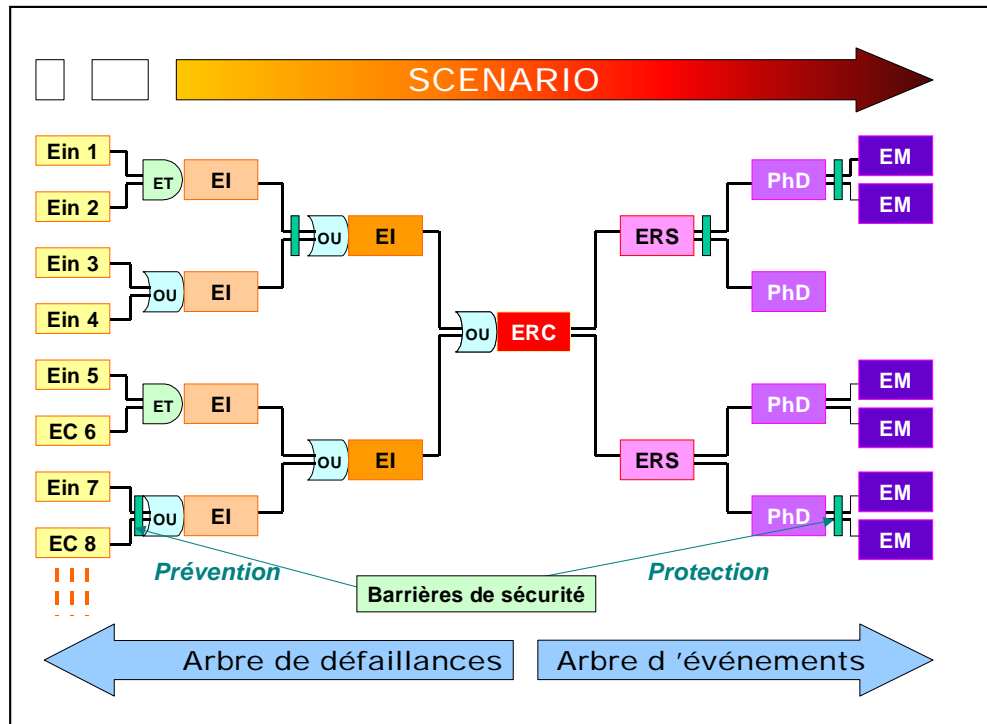 SCENARIO
Ein 1
Ein 2
ET
EI
Ein 3
Ein 4
OU
EI
OU
EI
Ein 5
EC 6
ET
EI
Ein 7
EC 8
OU
EI
OU
EI
OU
ERC
ERS
PhD
EM
EM
PhD
ERS
PhD
EM
EM
PhD
EM
EM
Prévention
Protection
Barrières de sécurité
Arbre de défaillances
Arbre d ’événements